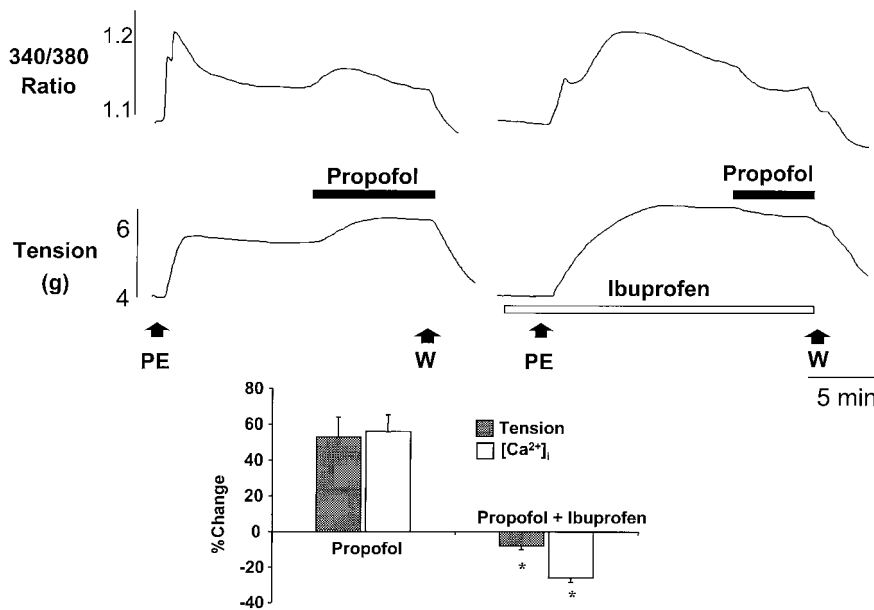 340/380
Ratio
1.2
1.1
Propofol
Propofol
Tension
(g)
6
4
Ibuprofen
PE
W
PE
W
5 min
%Change
80
60
40
20
0
-20
-40
Tension
[Ca²⁺]ᵢ
Propofol
Propofol + Ibuprofen
*
*